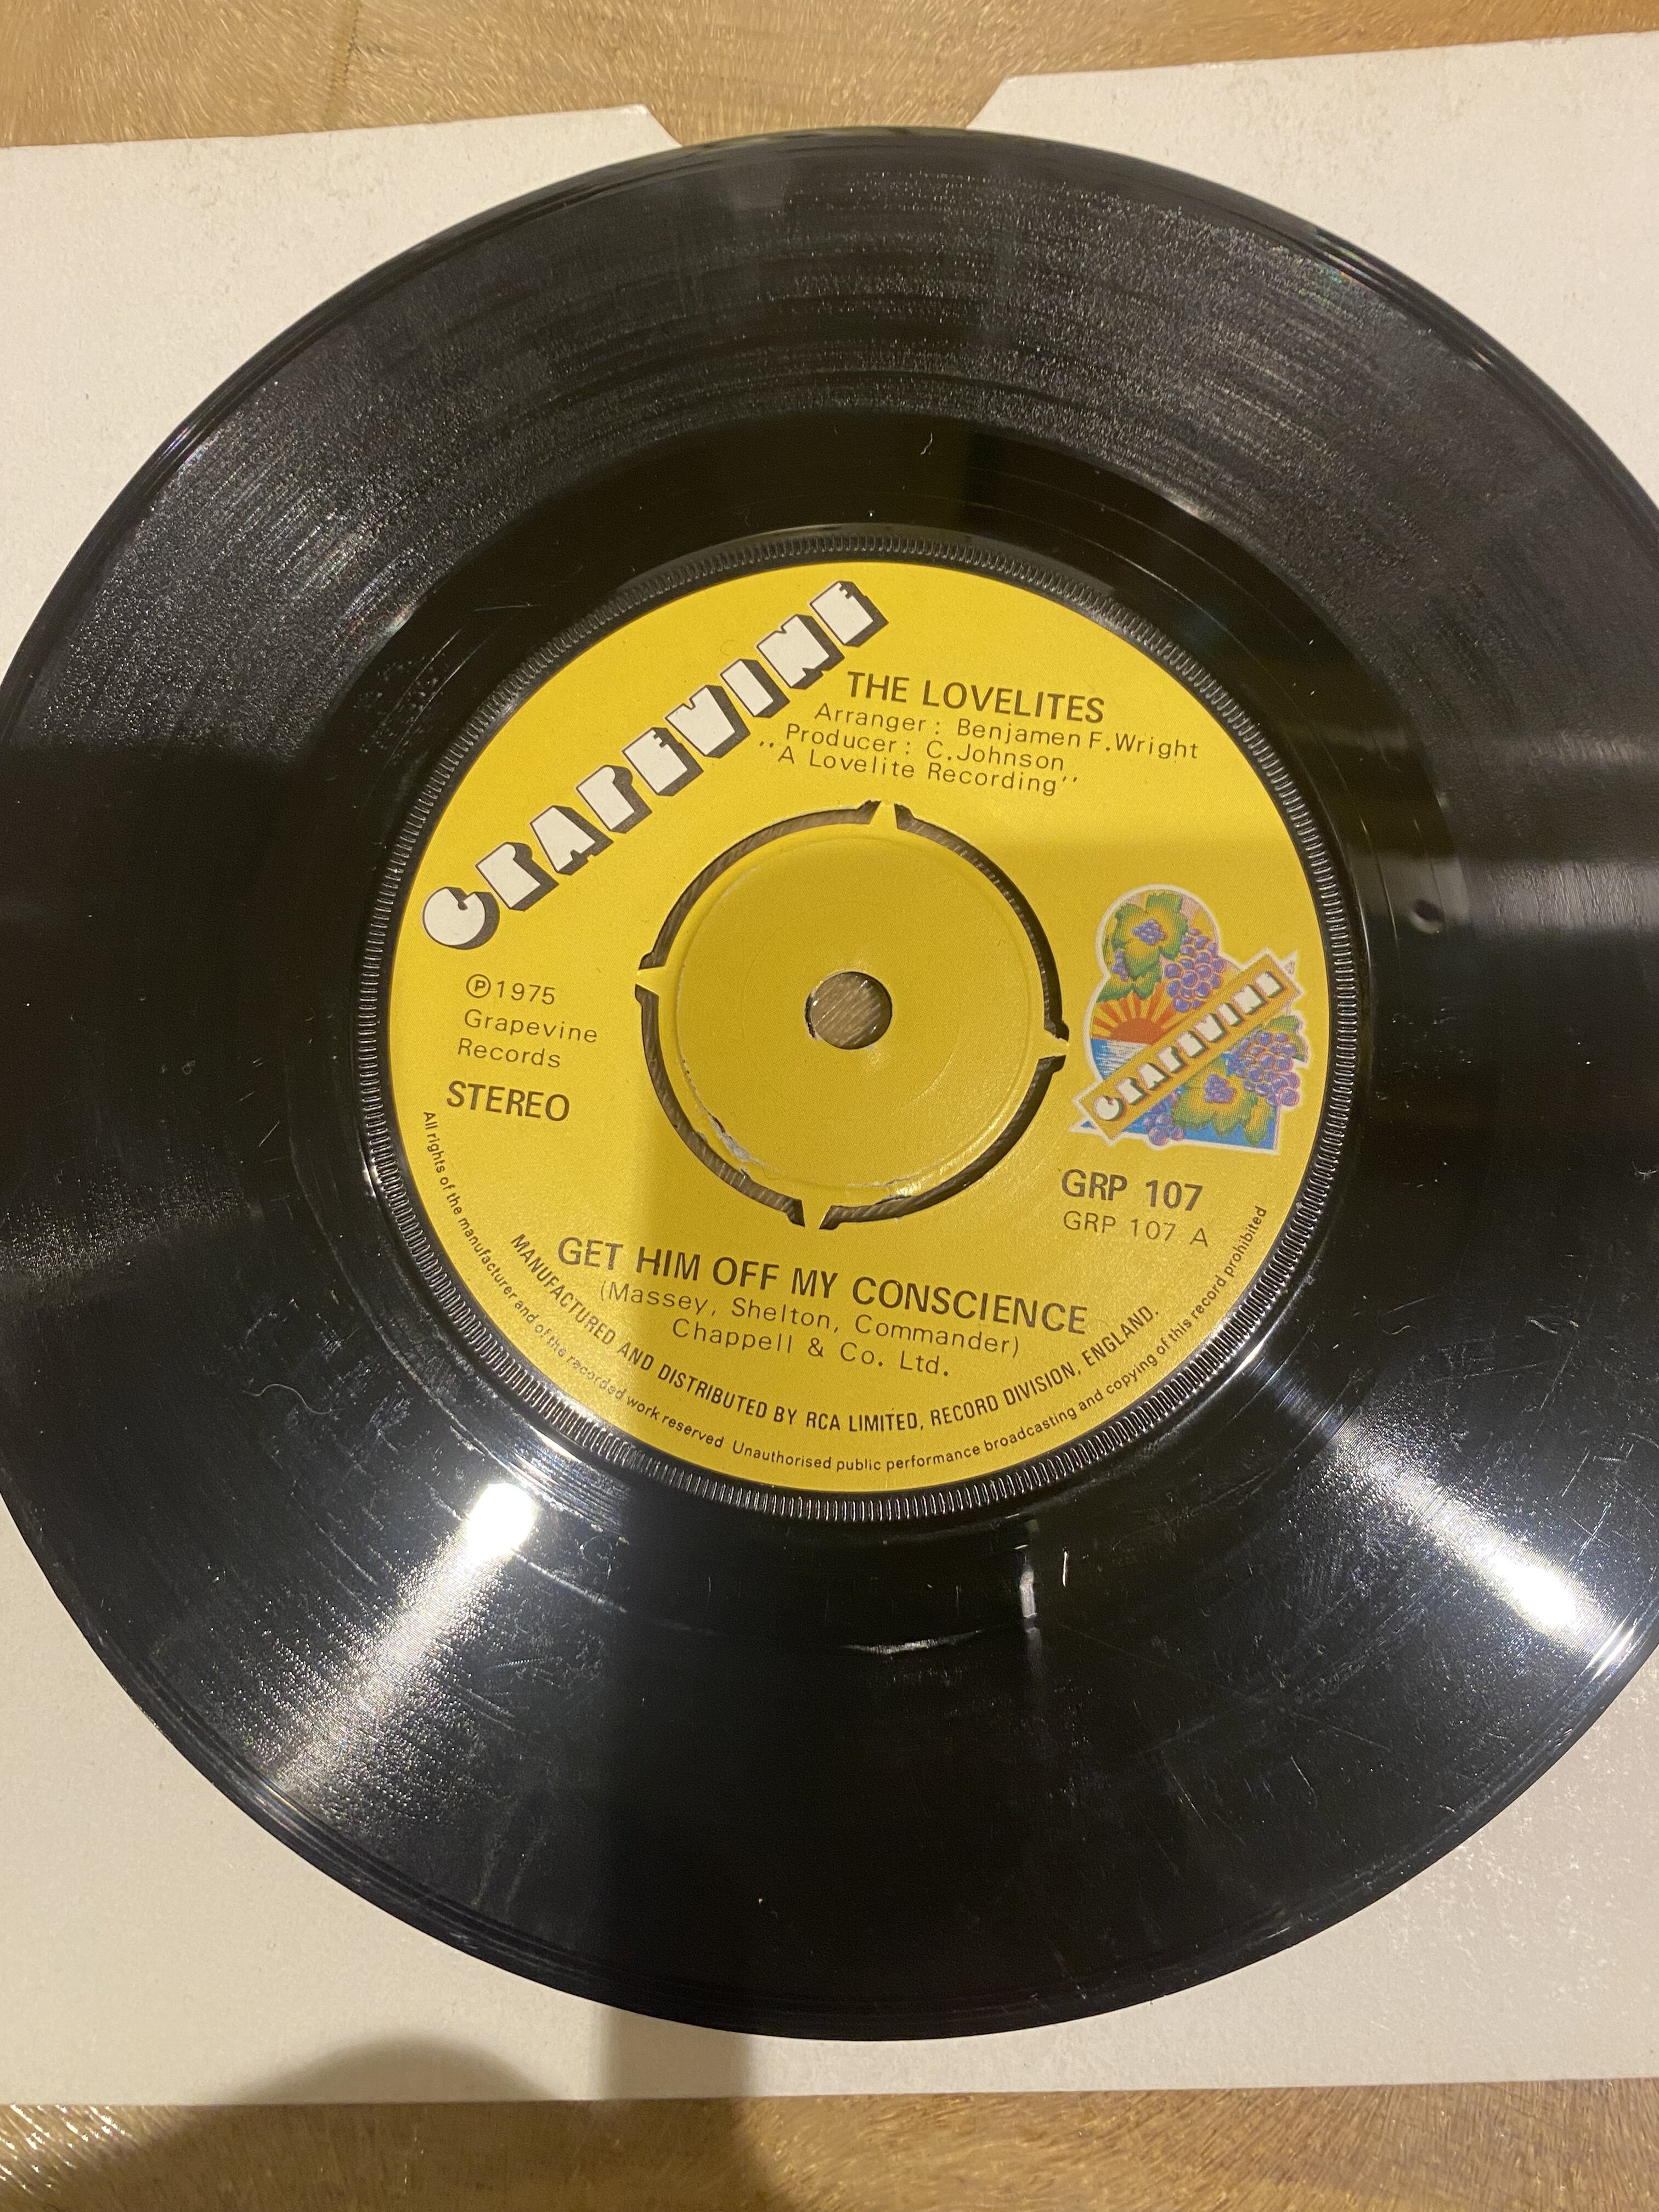 GRAPEVINE
THE LOVELITES
Arranger: Benjamen F.Wright
Producer: C.Johnson
"A Lovelite Recording"
℗1975
Grapevine
Records
STEREO
GRAPEVINE
GRP 107
GRP 107 A
GET HIM OFF MY CONSCIENCE
(Massey, Shelton, Commander)
Chappell & Co. Ltd.
MANUFACTURED AND DISTRIBUTED BY RCA LIMITED, RECORD DIVISION, ENGLAND.
All rights of the manufacturer and of the recorded work reserved Unauthorised public performance broadcasting and copying of this record prohibited